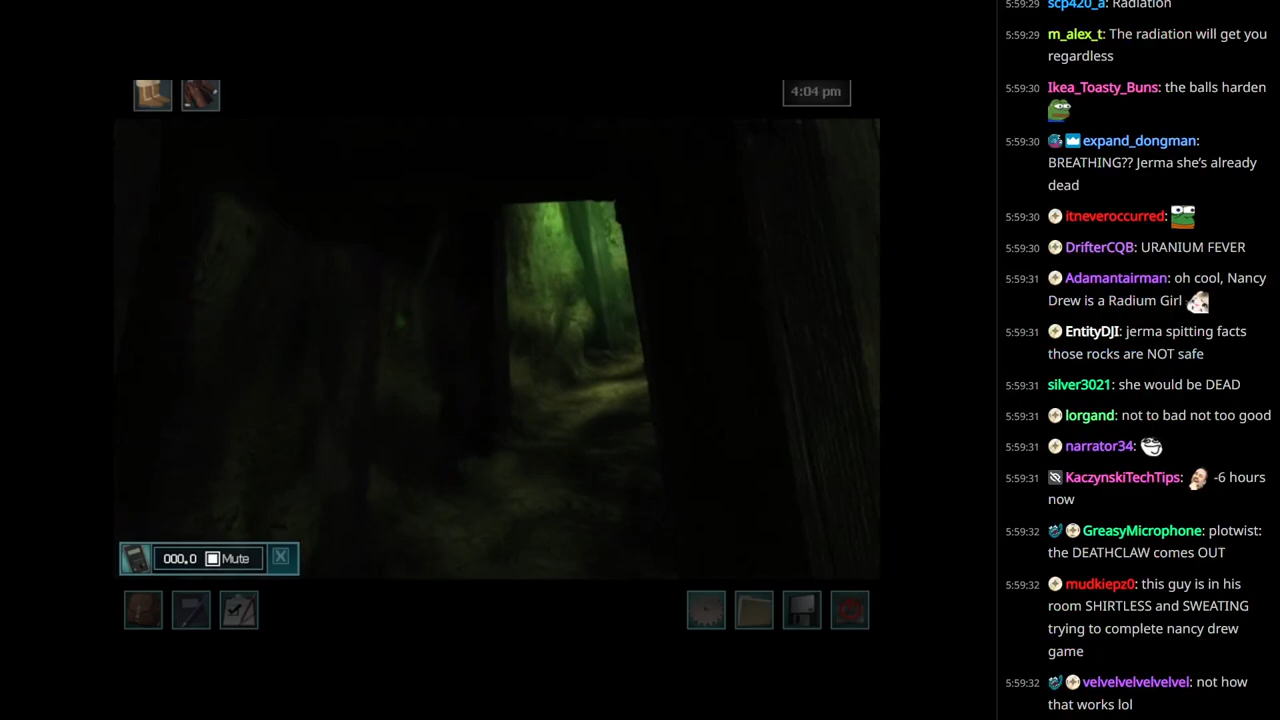 4:04 pm
000.0 Mute X
5:59:29 scp420_a: Radiation
5:59:29 m_alex_t: The radiation will get you
regardless
5:59:30 Ikea_Toasty_Buns: the balls harden
5:59:30 expand_dongman:
BREATHING?? Jerma she's already
dead
5:59:30 itneveroccurred:
5:59:30 DrifterCQB: URANIUM FEVER
5:59:31 Adamantairman: oh cool, Nancy
Drew is a Radium Girl
5:59:31 EntityDJI: jerma spitting facts
those rocks are NOT safe
5:59:31 silver3021: she would be DEAD
5:59:31 lorgand: not to bad not too good
5:59:31 narrator34:
5:59:31 KaczynskiTechTips: -6 hours
now
5:59:32 GreasyMicrophone: plotwist:
the DEATHCLAW comes OUT
5:59:32 mudkiepz0: this guy is in his
room SHIRTLESS and SWEATING
trying to complete nancy drew
game
5:59:32 velvelvelvelvelvel: not how
that works lol